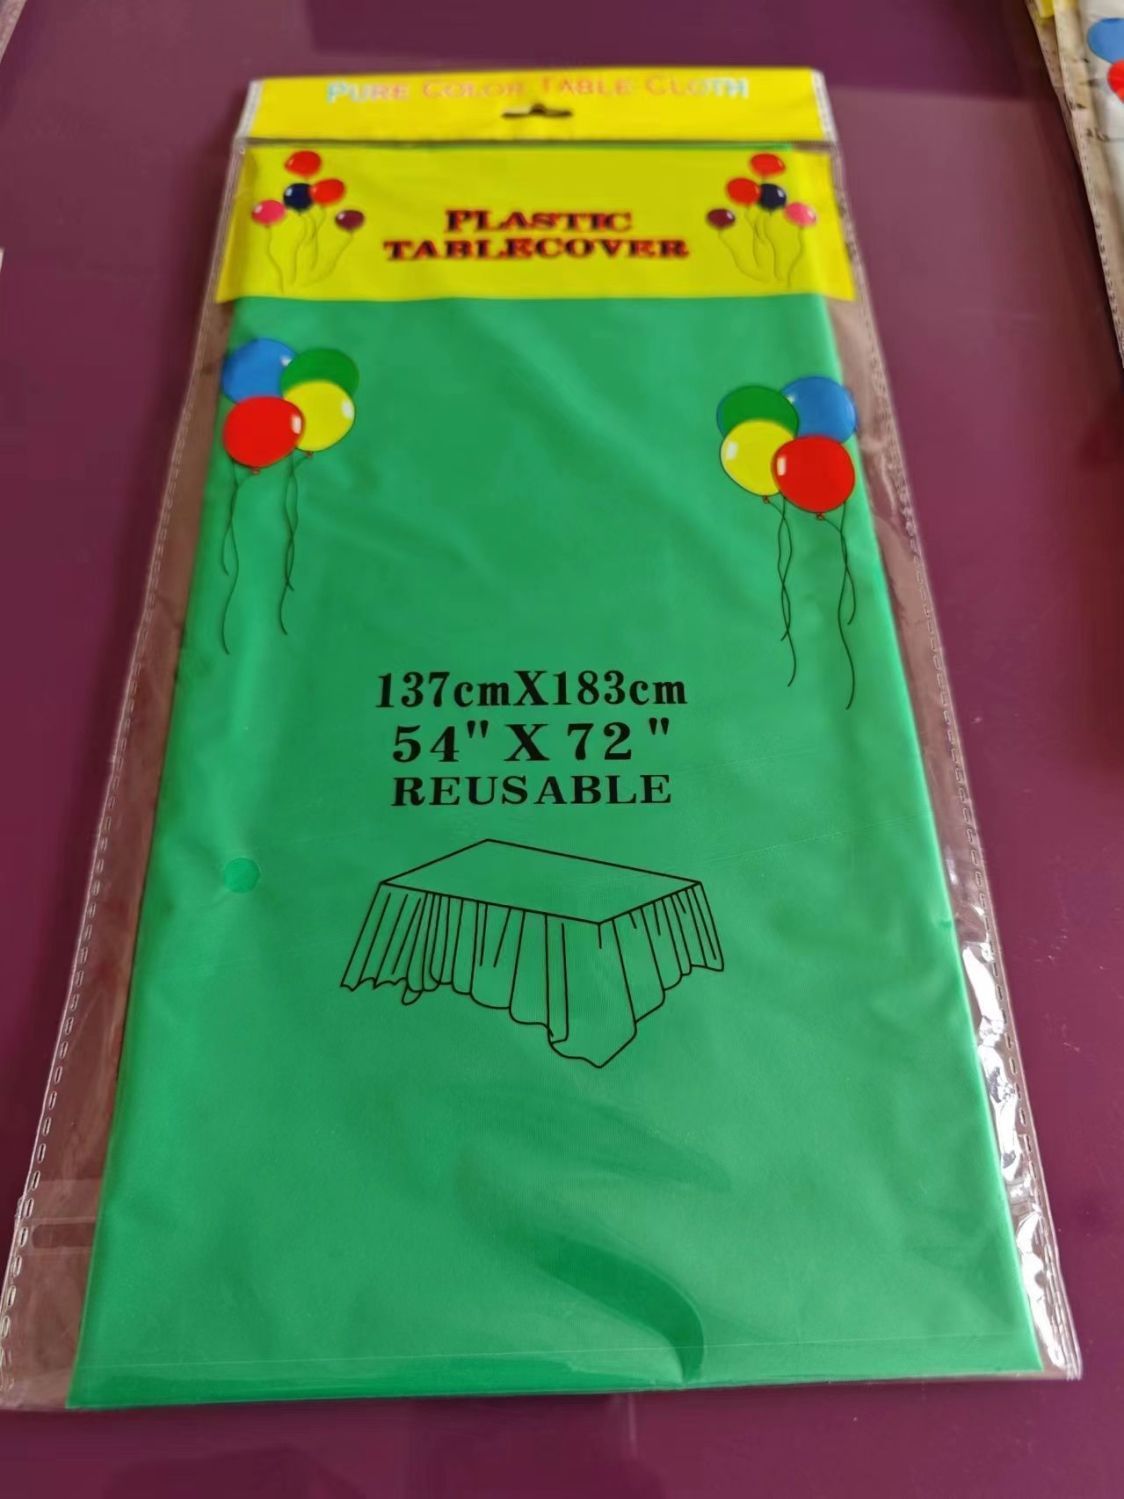 PURE COLOR TABLE CLOTH
PLASTIC
TABLECOVER
137cmX183cm
54" X 72"
REUSABLE